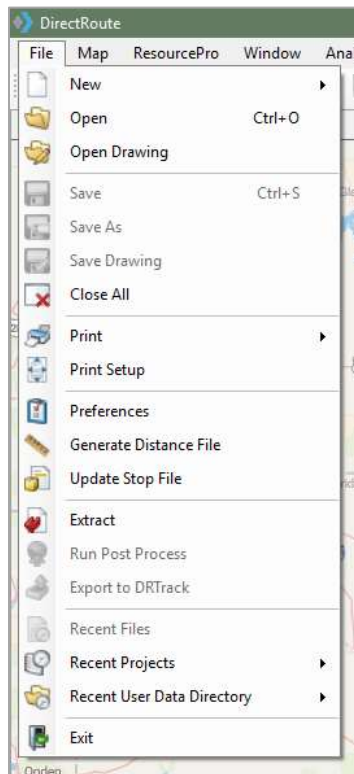 DirectRoute
File Map ResourcePro Window Ana
New
Open Ctrl+O
Open Drawing
Save Ctrl+S
Save As
Save Drawing
Close All
Print
Print Setup
Preferences
Generate Distance File
Update Stop File
Extract
Run Post Process
Export to DRTrack
Recent Files
Recent Projects
Recent User Data Directory
Exit